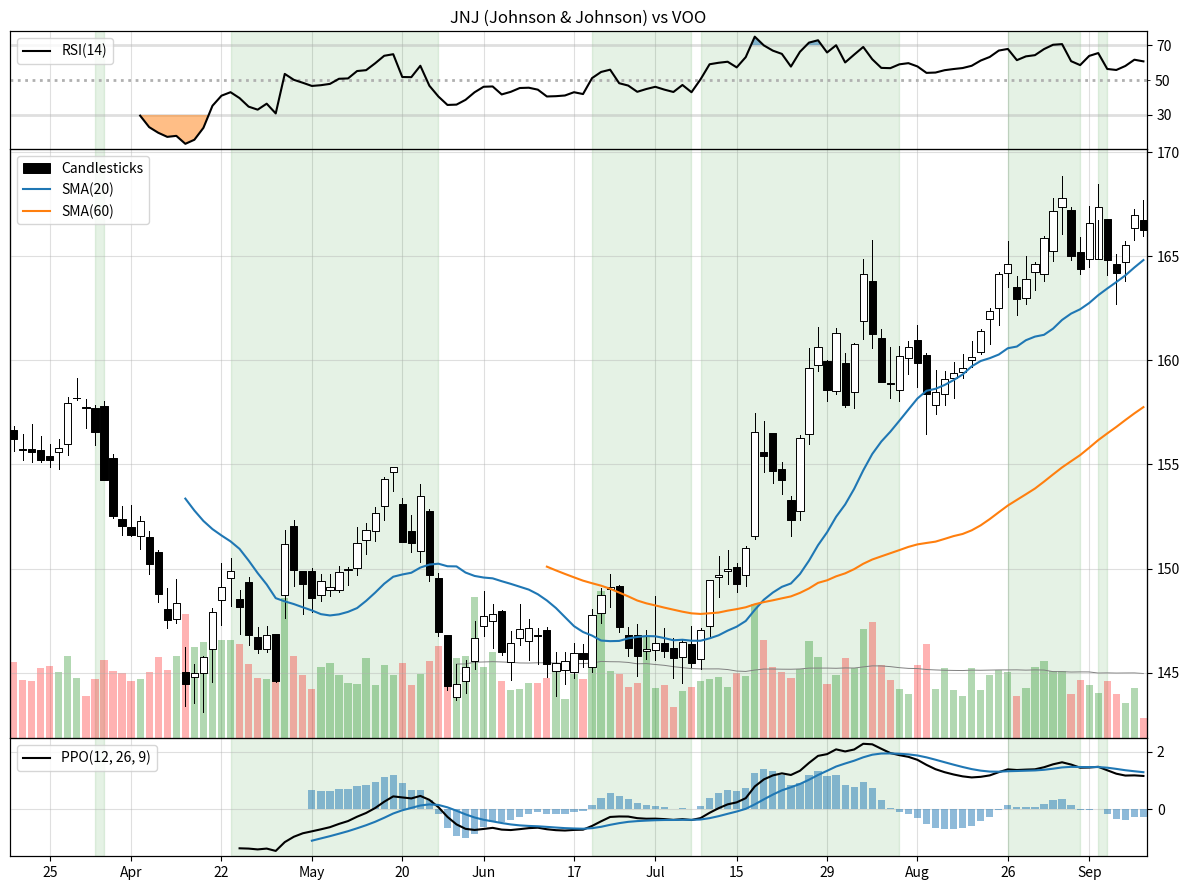 JNJ (Johnson & Johnson) vs VOO
RSI(14)
70
50
30
Candlesticks
SMA(20)
SMA(60)
170
165
160
155
150
145
PPO(12, 26, 9)
2
0
25 Apr 22 May 20 Jun 17 Jul 15 29 Aug 26 Sep